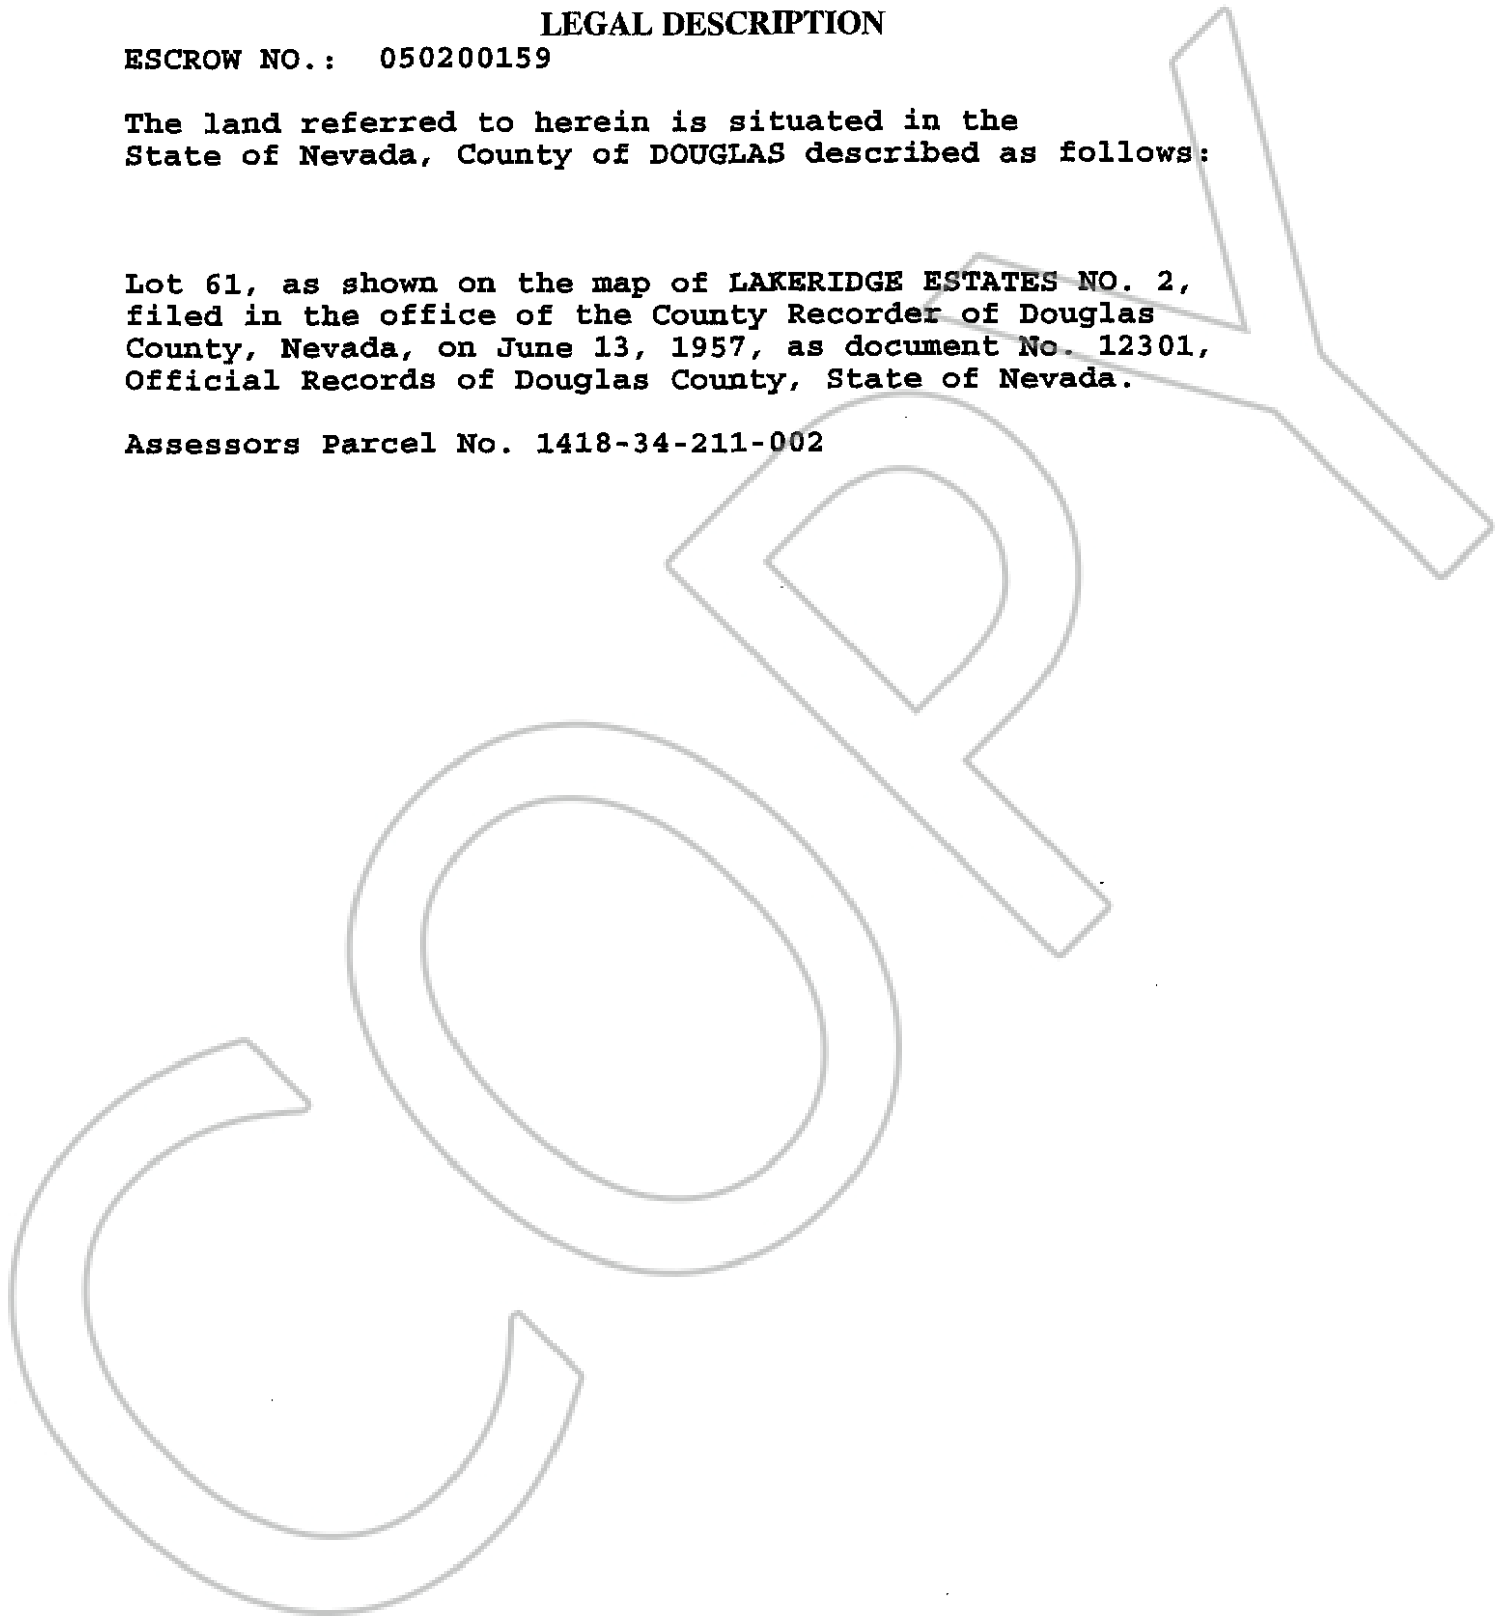 LEGAL DESCRIPTION
ESCROW NO.: 050200159
The land referred to herein is situated in the
State of Nevada, County of DOUGLAS described as follows:
Lot 61, as shown on the map of LAKERIDGE ESTATES NO. 2,
filed in the office of the County Recorder of Douglas
County, Nevada, on June 13, 1957, as document No. 12301,
Official Records of Douglas County, State of Nevada.
Assessors Parcel No. 1418-34-211-002
COPY